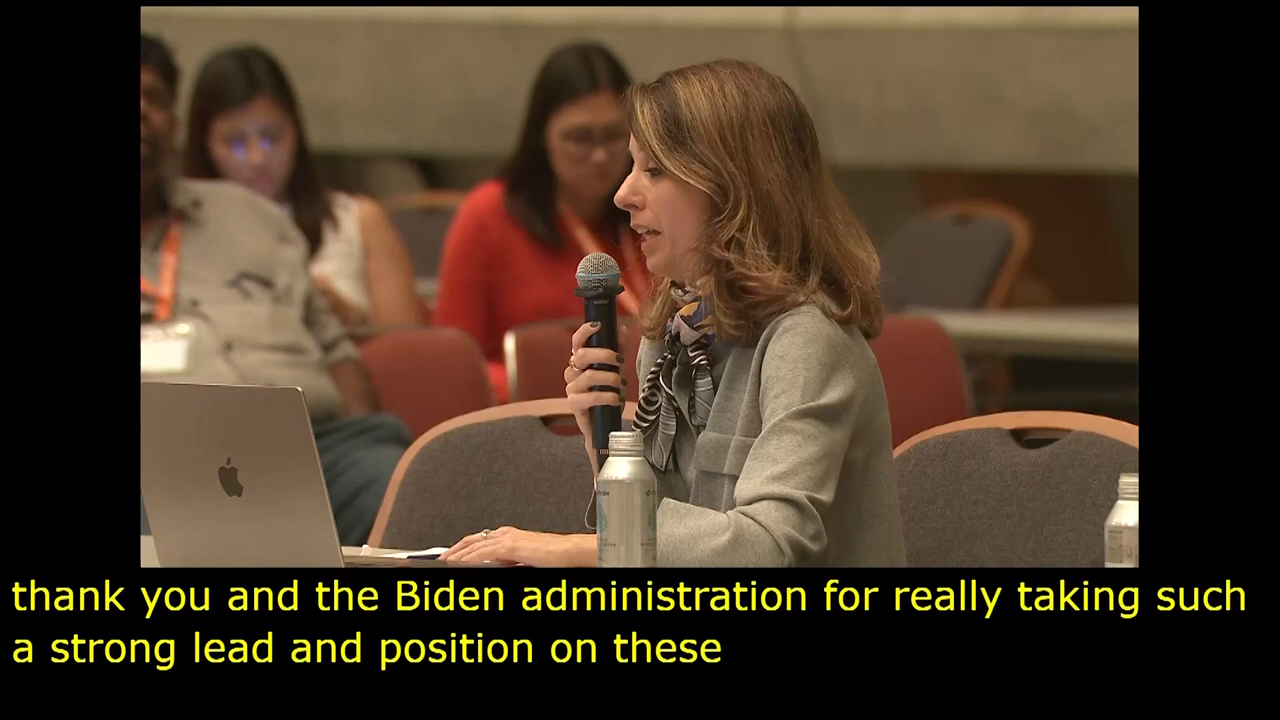 thank you and the Biden administration for really taking such
a strong lead and position on these